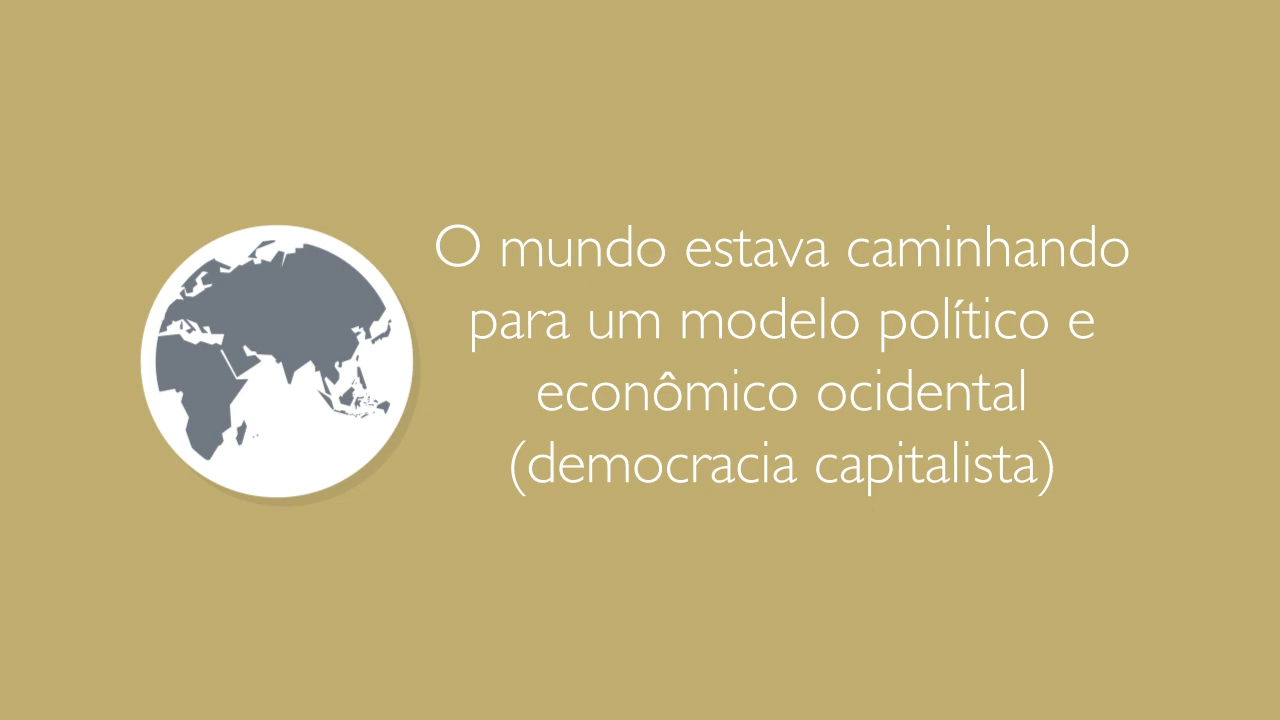 O mundo estava caminhando
para um modelo político e
econômico ocidental
(democracia capitalista)